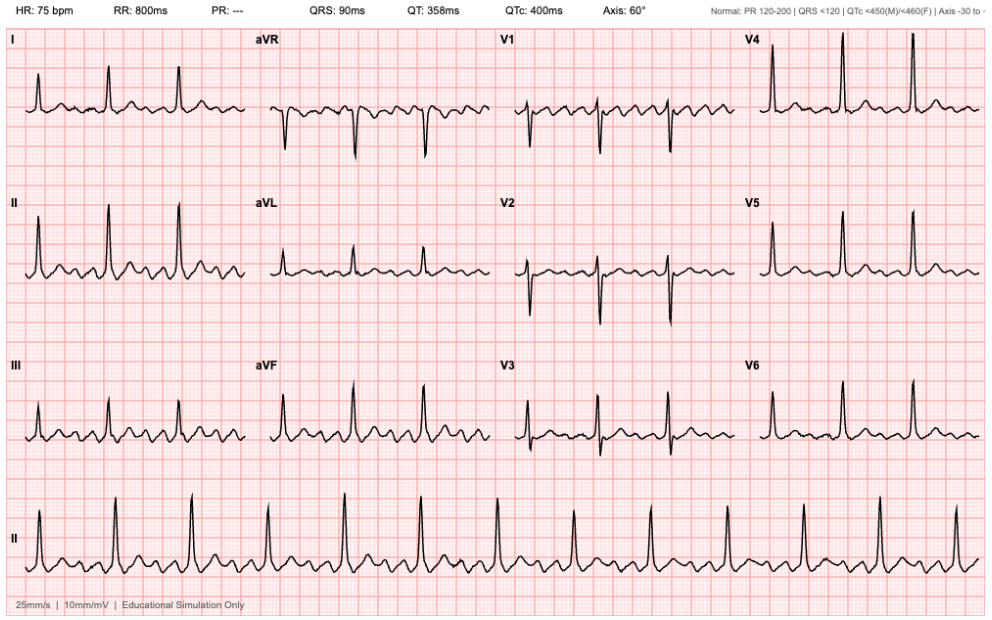 HR: 75 bpm RR: 800ms PR: --- QRS: 90ms QT: 358ms QTc: 400ms Axis: 60° Normal: PR 120-200 | QRS <120 | QTc <450(M)/<460(F) | Axis -30 to
I aVR V1 V4
II aVL V2 V5
III aVF V3 V6
II
25mm/s | 10mm/mV | Educational Simulation Only